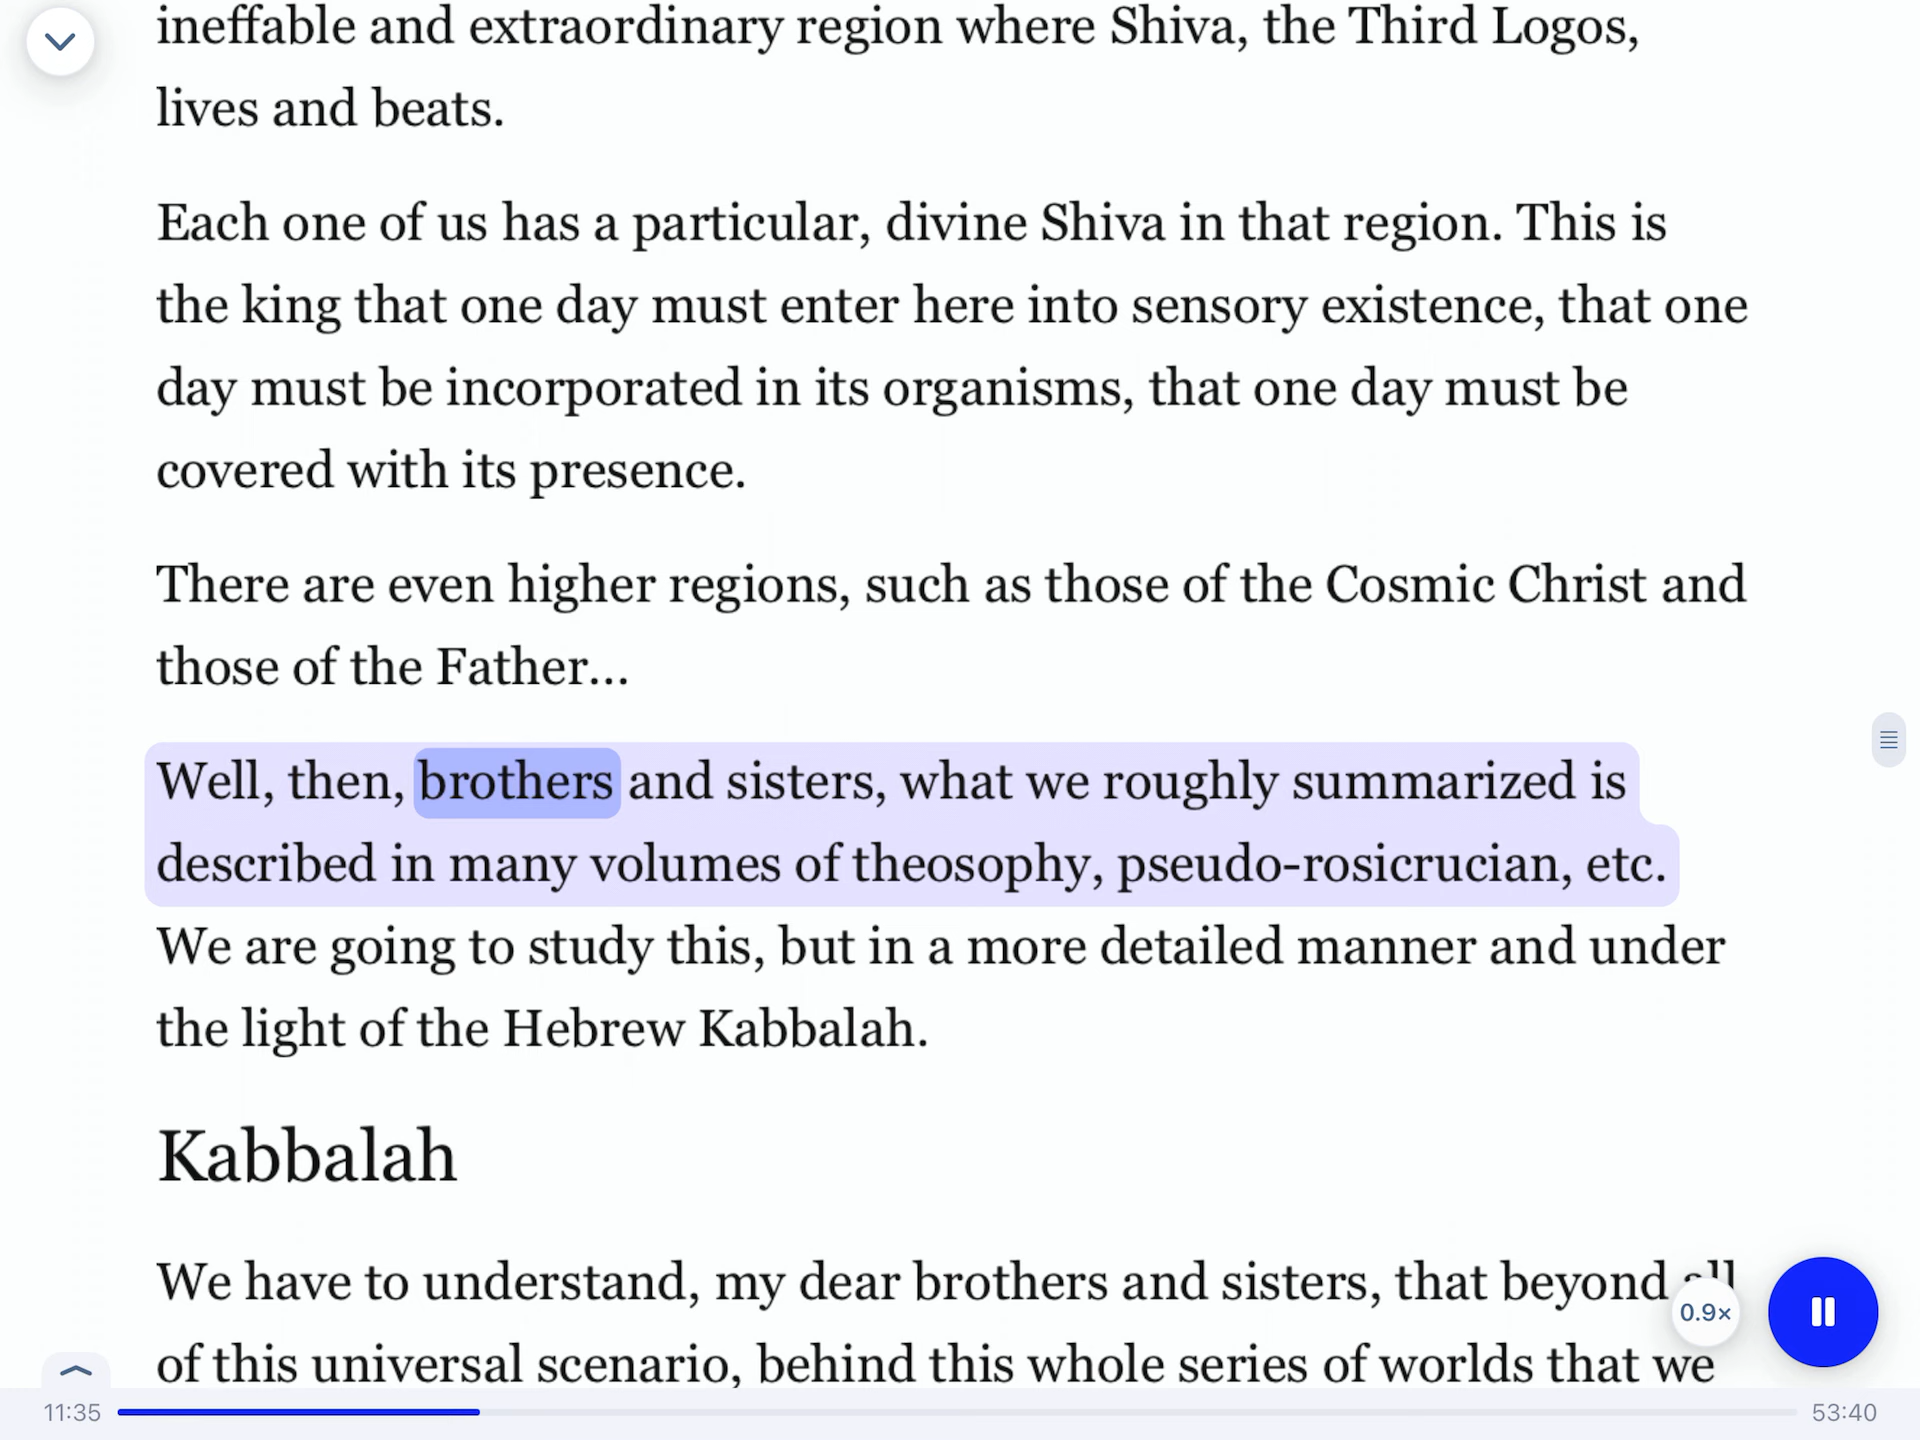 ineffable and extraordinary region where Shiva, the Third Logos,
lives and beats.
Each one of us has a particular, divine Shiva in that region. This is
the king that one day must enter here into sensory existence, that one
day must be incorporated in its organisms, that one day must be
covered with its presence.
There are even higher regions, such as those of the Cosmic Christ and
those of the Father...
Well, then, brothers and sisters, what we roughly summarized is
described in many volumes of theosophy, pseudo-rosicrucian, etc.
We are going to study this, but in a more detailed manner and under
the light of the Hebrew Kabbalah.
Kabbalah
We have to understand, my dear brothers and sisters, that beyond all
0.9×
of this universal scenario, behind this whole series of worlds that we
11:35
53:40